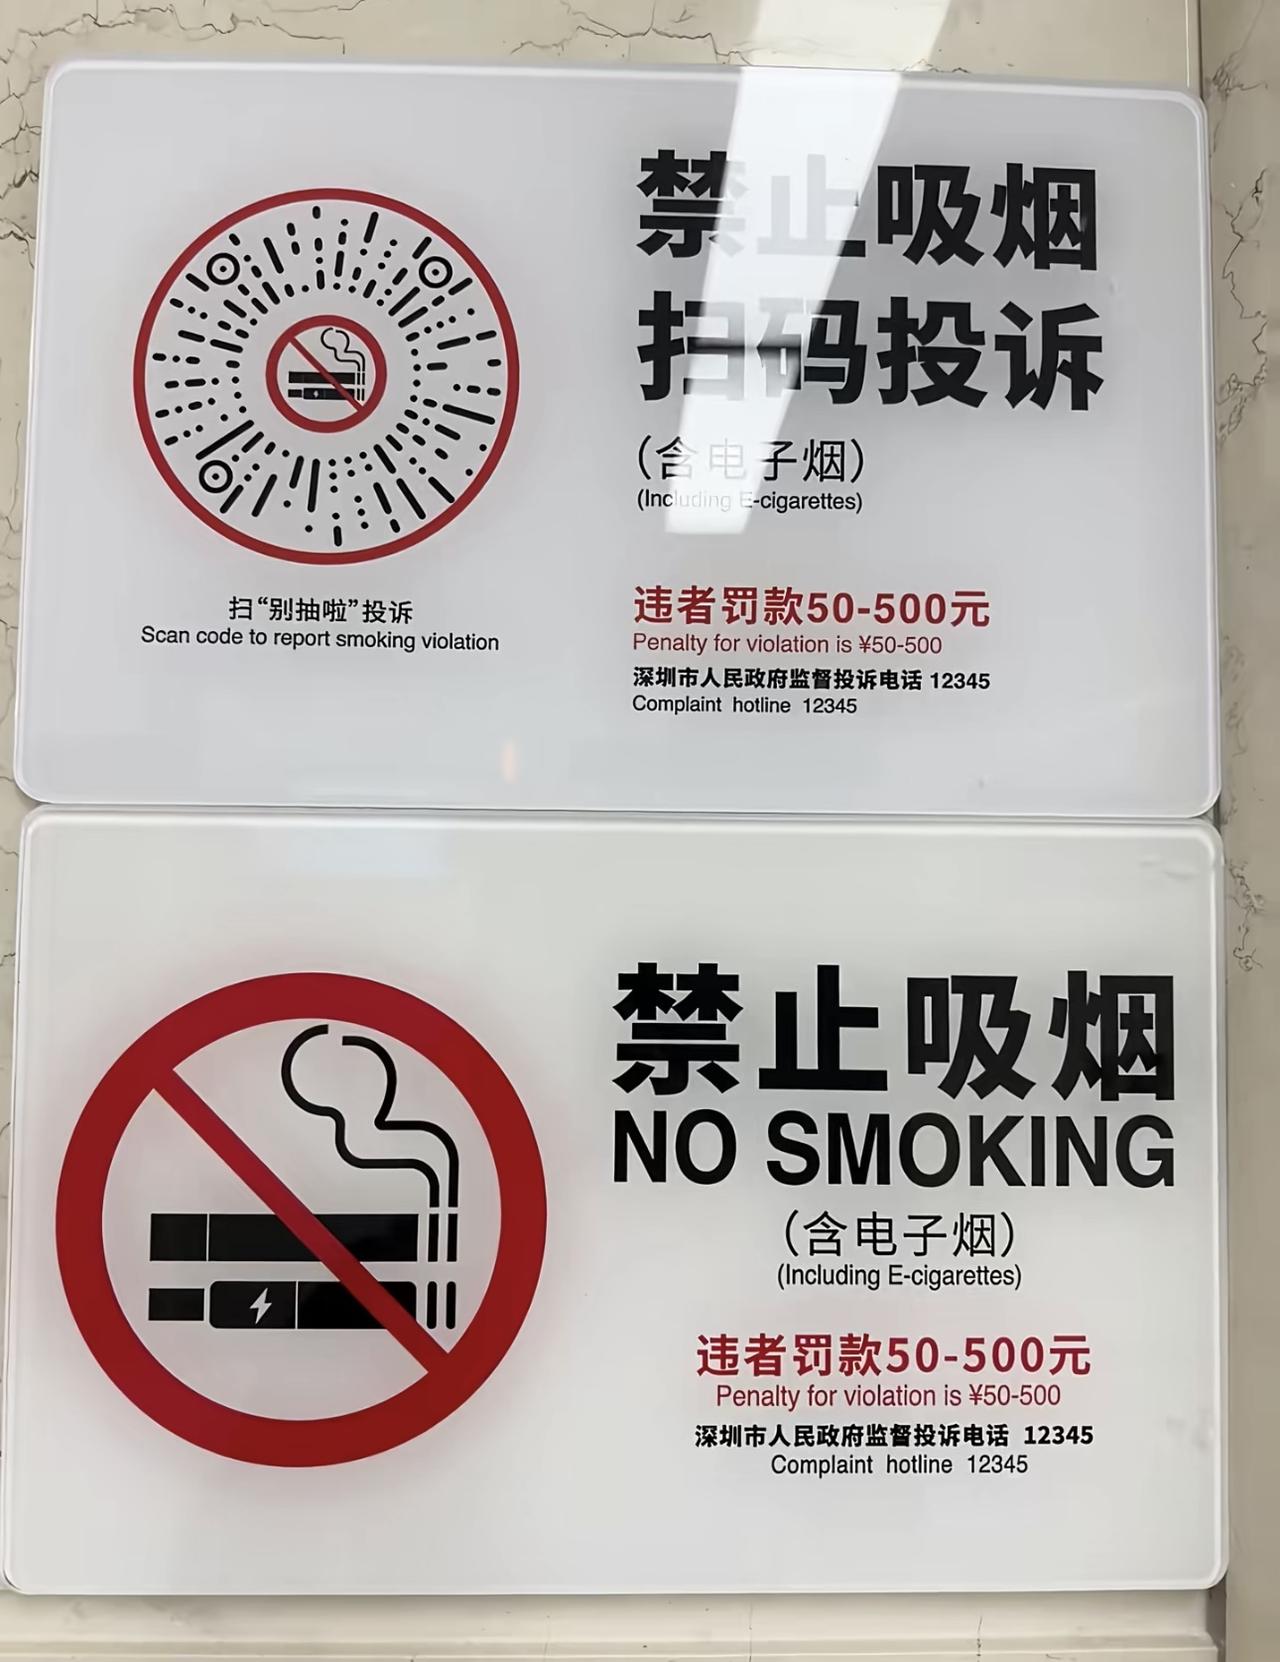 禁止吸烟
扫码投诉
（含电子烟）
(Including E-cigarettes)
扫“别抽啦”投诉
Scan code to report smoking violation
违者罚款50-500元
Penalty for violation is ¥50-500
深圳市人民政府监督投诉电话 12345
Complaint hotline 12345
禁止吸烟
NO SMOKING
（含电子烟）
(Including E-cigarettes)
违者罚款50-500元
Penalty for violation is ¥50-500
深圳市人民政府监督投诉电话 12345
Complaint hotline 12345